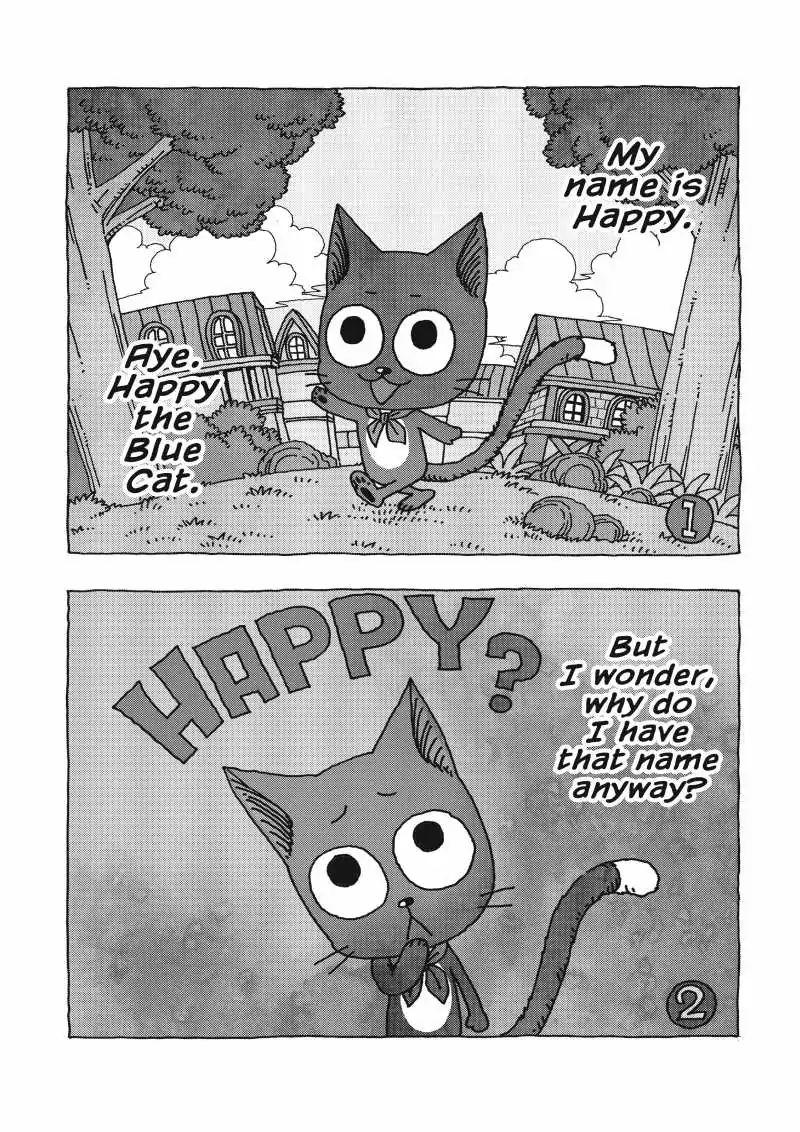 My
name is
Happy.
Aye.
Happy
the
Blue
Cat.
1
HAPPY?
But
I wonder,
why do
I have
that name
anyway?
2